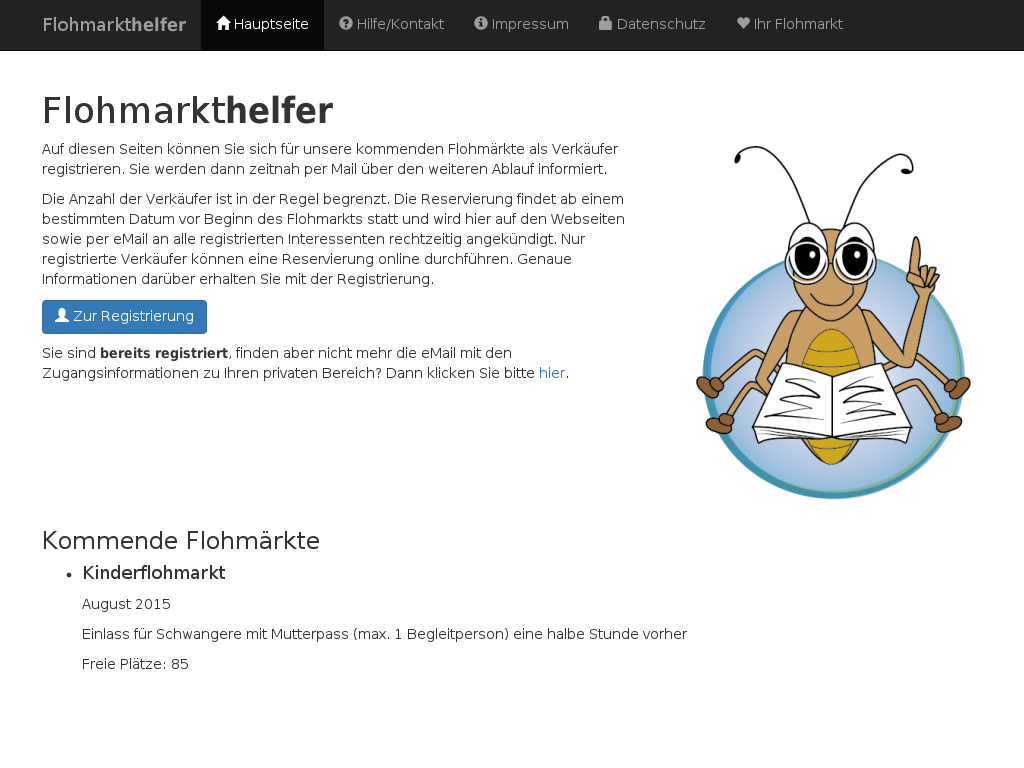 Flohmarkthelfer Hauptseite Hilfe/Kontakt Impressum Datenschutz Ihr Flohmarkt
Flohmarkthelfer
Auf diesen Seiten können Sie sich für unsere kommenden Flohmärkte als Verkäufer
registrieren. Sie werden dann zeitnah per Mail über den weiteren Ablauf informiert.
Die Anzahl der Verkäufer ist in der Regel begrenzt. Die Reservierung findet ab einem
bestimmten Datum vor Beginn des Flohmarkts statt und wird hier auf den Webseiten
sowie per eMail an alle registrierten Interessenten rechtzeitig angekündigt. Nur
registrierte Verkäufer können eine Reservierung online durchführen. Genaue
Informationen darüber erhalten Sie mit der Registrierung.
Zur Registrierung
Sie sind bereits registriert, finden aber nicht mehr die eMail mit den
Zugangsinformationen zu Ihren privaten Bereich? Dann klicken Sie bitte hier.
Kommende Flohmärkte
• Kinderflohmarkt
August 2015
Einlass für Schwangere mit Mutterpass (max. 1 Begleitperson) eine halbe Stunde vorher
Freie Plätze: 85